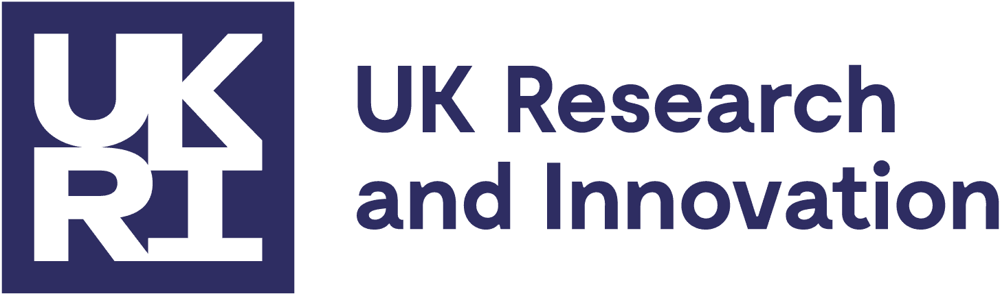 UK
RI
UK Research
and Innovation